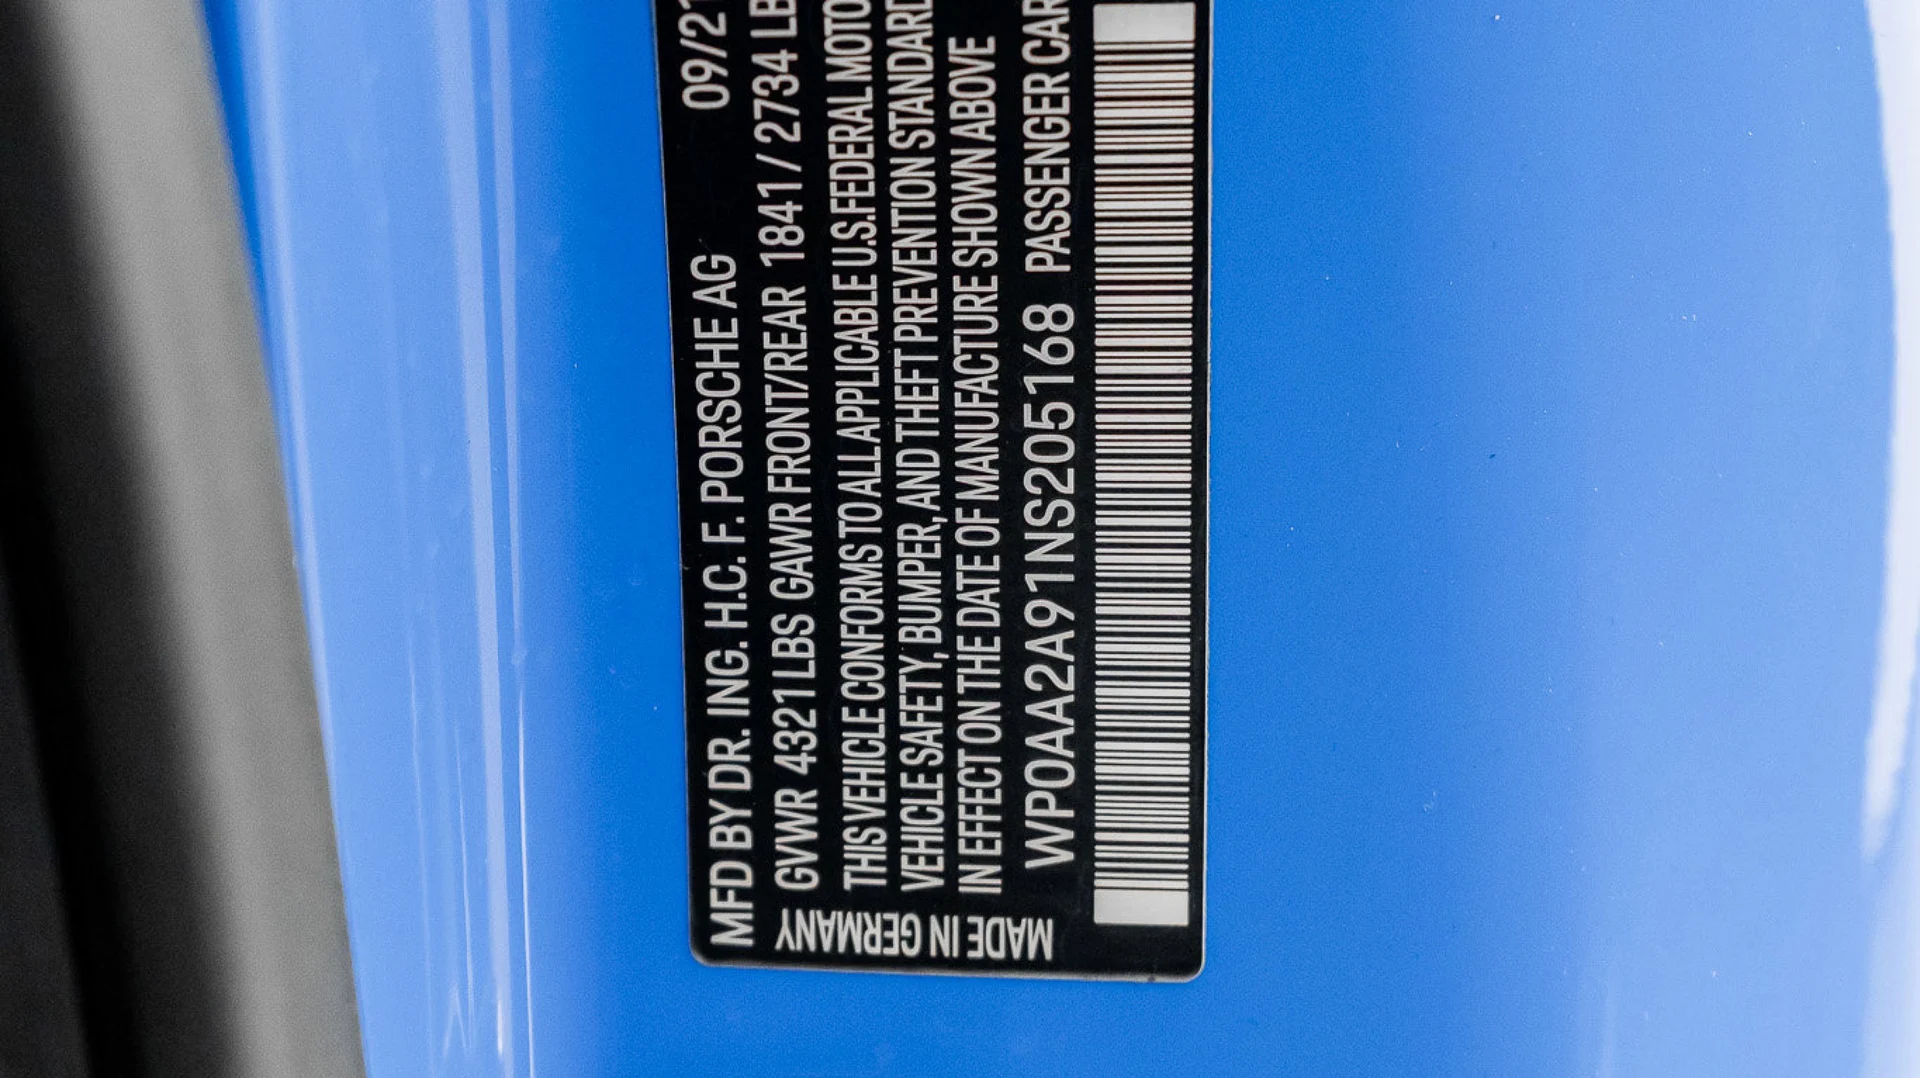 MFD BY DR. ING. H.C. F. PORSCHE AG 09/21
GVWR 4321 LBS GAWR FRONT/REAR 1841 / 2734 LB
THIS VEHICLE CONFORMS TO ALL APPLICABLE U.S. FEDERAL MOTO
VEHICLE SAFETY, BUMPER, AND THEFT PREVENTION STANDARD
IN EFFECT ON THE DATE OF MANUFACTURE SHOWN ABOVE
WP0AA2A91NS205168 PASSENGER CAR
MADE IN GERMANY